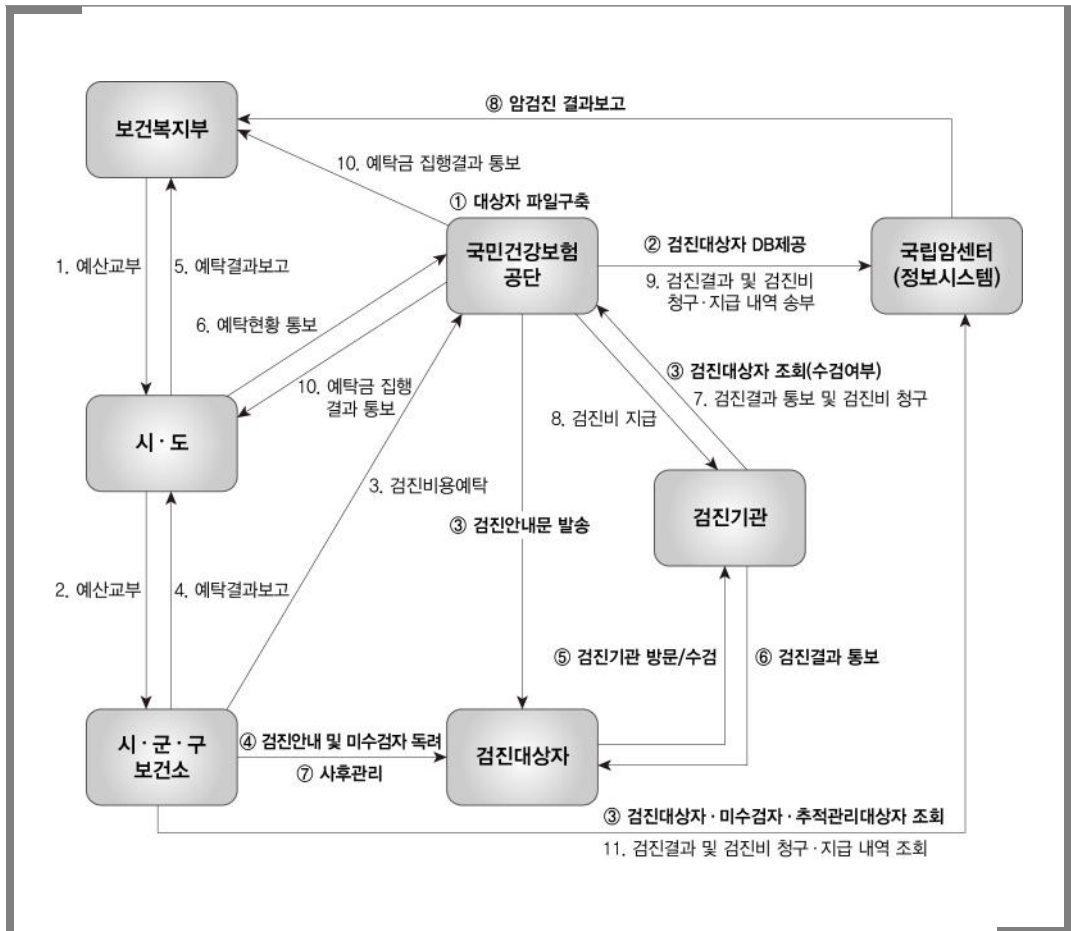 ⑧ 암검진 결과보고
보건복지부
10. 예탁금 집행결과 통보
① 대상자 파일구축
국민건강보험
공단
② 검진대상자 DB제공
9. 검진결과 및 검진비
청구·지급 내역 송부
국립암센터
(정보시스템)
1. 예산교부
5. 예탁결과보고
6. 예탁현황 통보
10. 예탁금 집행
결과 통보
③ 검진대상자 조회(수검여부)
7. 검진결과 통보 및 검진비 청구
8. 검진비 지급
시·도
3. 검진비용예탁
검진기관
③ 검진안내문 발송
2. 예산교부
4. 예탁결과보고
⑤ 검진기관 방문/수검
⑥ 검진결과 통보
시·군·구
보건소
④ 검진안내 및 미수검자 독려
⑦ 사후관리
검진대상자
③ 검진대상자·미수검자·추적관리대상자 조회
11. 검진결과 및 검진비 청구·지급 내역 조회